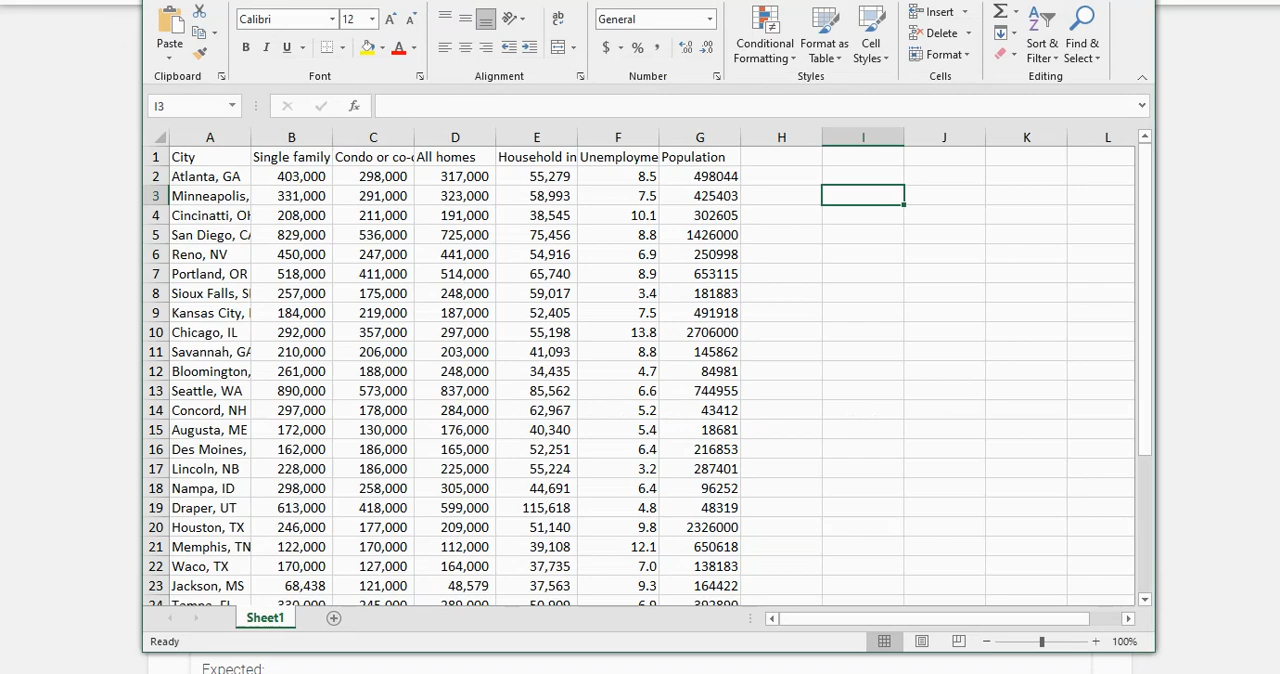 Calibri 12 A A ab General Insert Σ A Z
Paste B I U A $ % , Conditional Format as Cell Delete Sort & Find &
Formatting Table Styles Format Filter Select
Clipboard Font Alignment Number Styles Cells Editing
I3 fx
A B C D E F G H I J K L
1 City Single family Condo or co-o All homes Household in Unemployme Population
2 Atlanta, GA 403,000 298,000 317,000 55,279 8.5 498044
3 Minneapolis, 331,000 291,000 323,000 58,993 7.5 425403
4 Cincinatti, OH 208,000 211,000 191,000 38,545 10.1 302605
5 San Diego, CA 829,000 536,000 725,000 75,456 8.8 1426000
6 Reno, NV 450,000 247,000 441,000 54,916 6.9 250998
7 Portland, OR 518,000 411,000 514,000 65,740 8.9 653115
8 Sioux Falls, S 257,000 175,000 248,000 59,017 3.4 181883
9 Kansas City, 184,000 219,000 187,000 52,405 7.5 491918
10 Chicago, IL 292,000 357,000 297,000 55,198 13.8 2706000
11 Savannah, GA 210,000 206,000 203,000 41,093 8.8 145862
12 Bloomington, 261,000 188,000 248,000 34,435 4.7 84981
13 Seattle, WA 890,000 573,000 837,000 85,562 6.6 744955
14 Concord, NH 297,000 178,000 284,000 62,967 5.2 43412
15 Augusta, ME 172,000 130,000 176,000 40,340 5.4 18681
16 Des Moines, 162,000 186,000 165,000 52,251 6.4 216853
17 Lincoln, NB 228,000 186,000 225,000 55,224 3.2 287401
18 Nampa, ID 298,000 258,000 305,000 44,691 6.4 96252
19 Draper, UT 613,000 418,000 599,000 115,618 4.8 48319
20 Houston, TX 246,000 177,000 209,000 51,140 9.8 2326000
21 Memphis, TN 122,000 170,000 112,000 39,108 12.1 650618
22 Waco, TX 170,000 127,000 164,000 37,735 7.0 138183
23 Jackson, MS 68,438 121,000 48,579 37,563 9.3 164422
24 Tampa, FL 330,000 245,000 289,000 50,909 6.9 392890
Sheet1
Ready 100%
Expected: